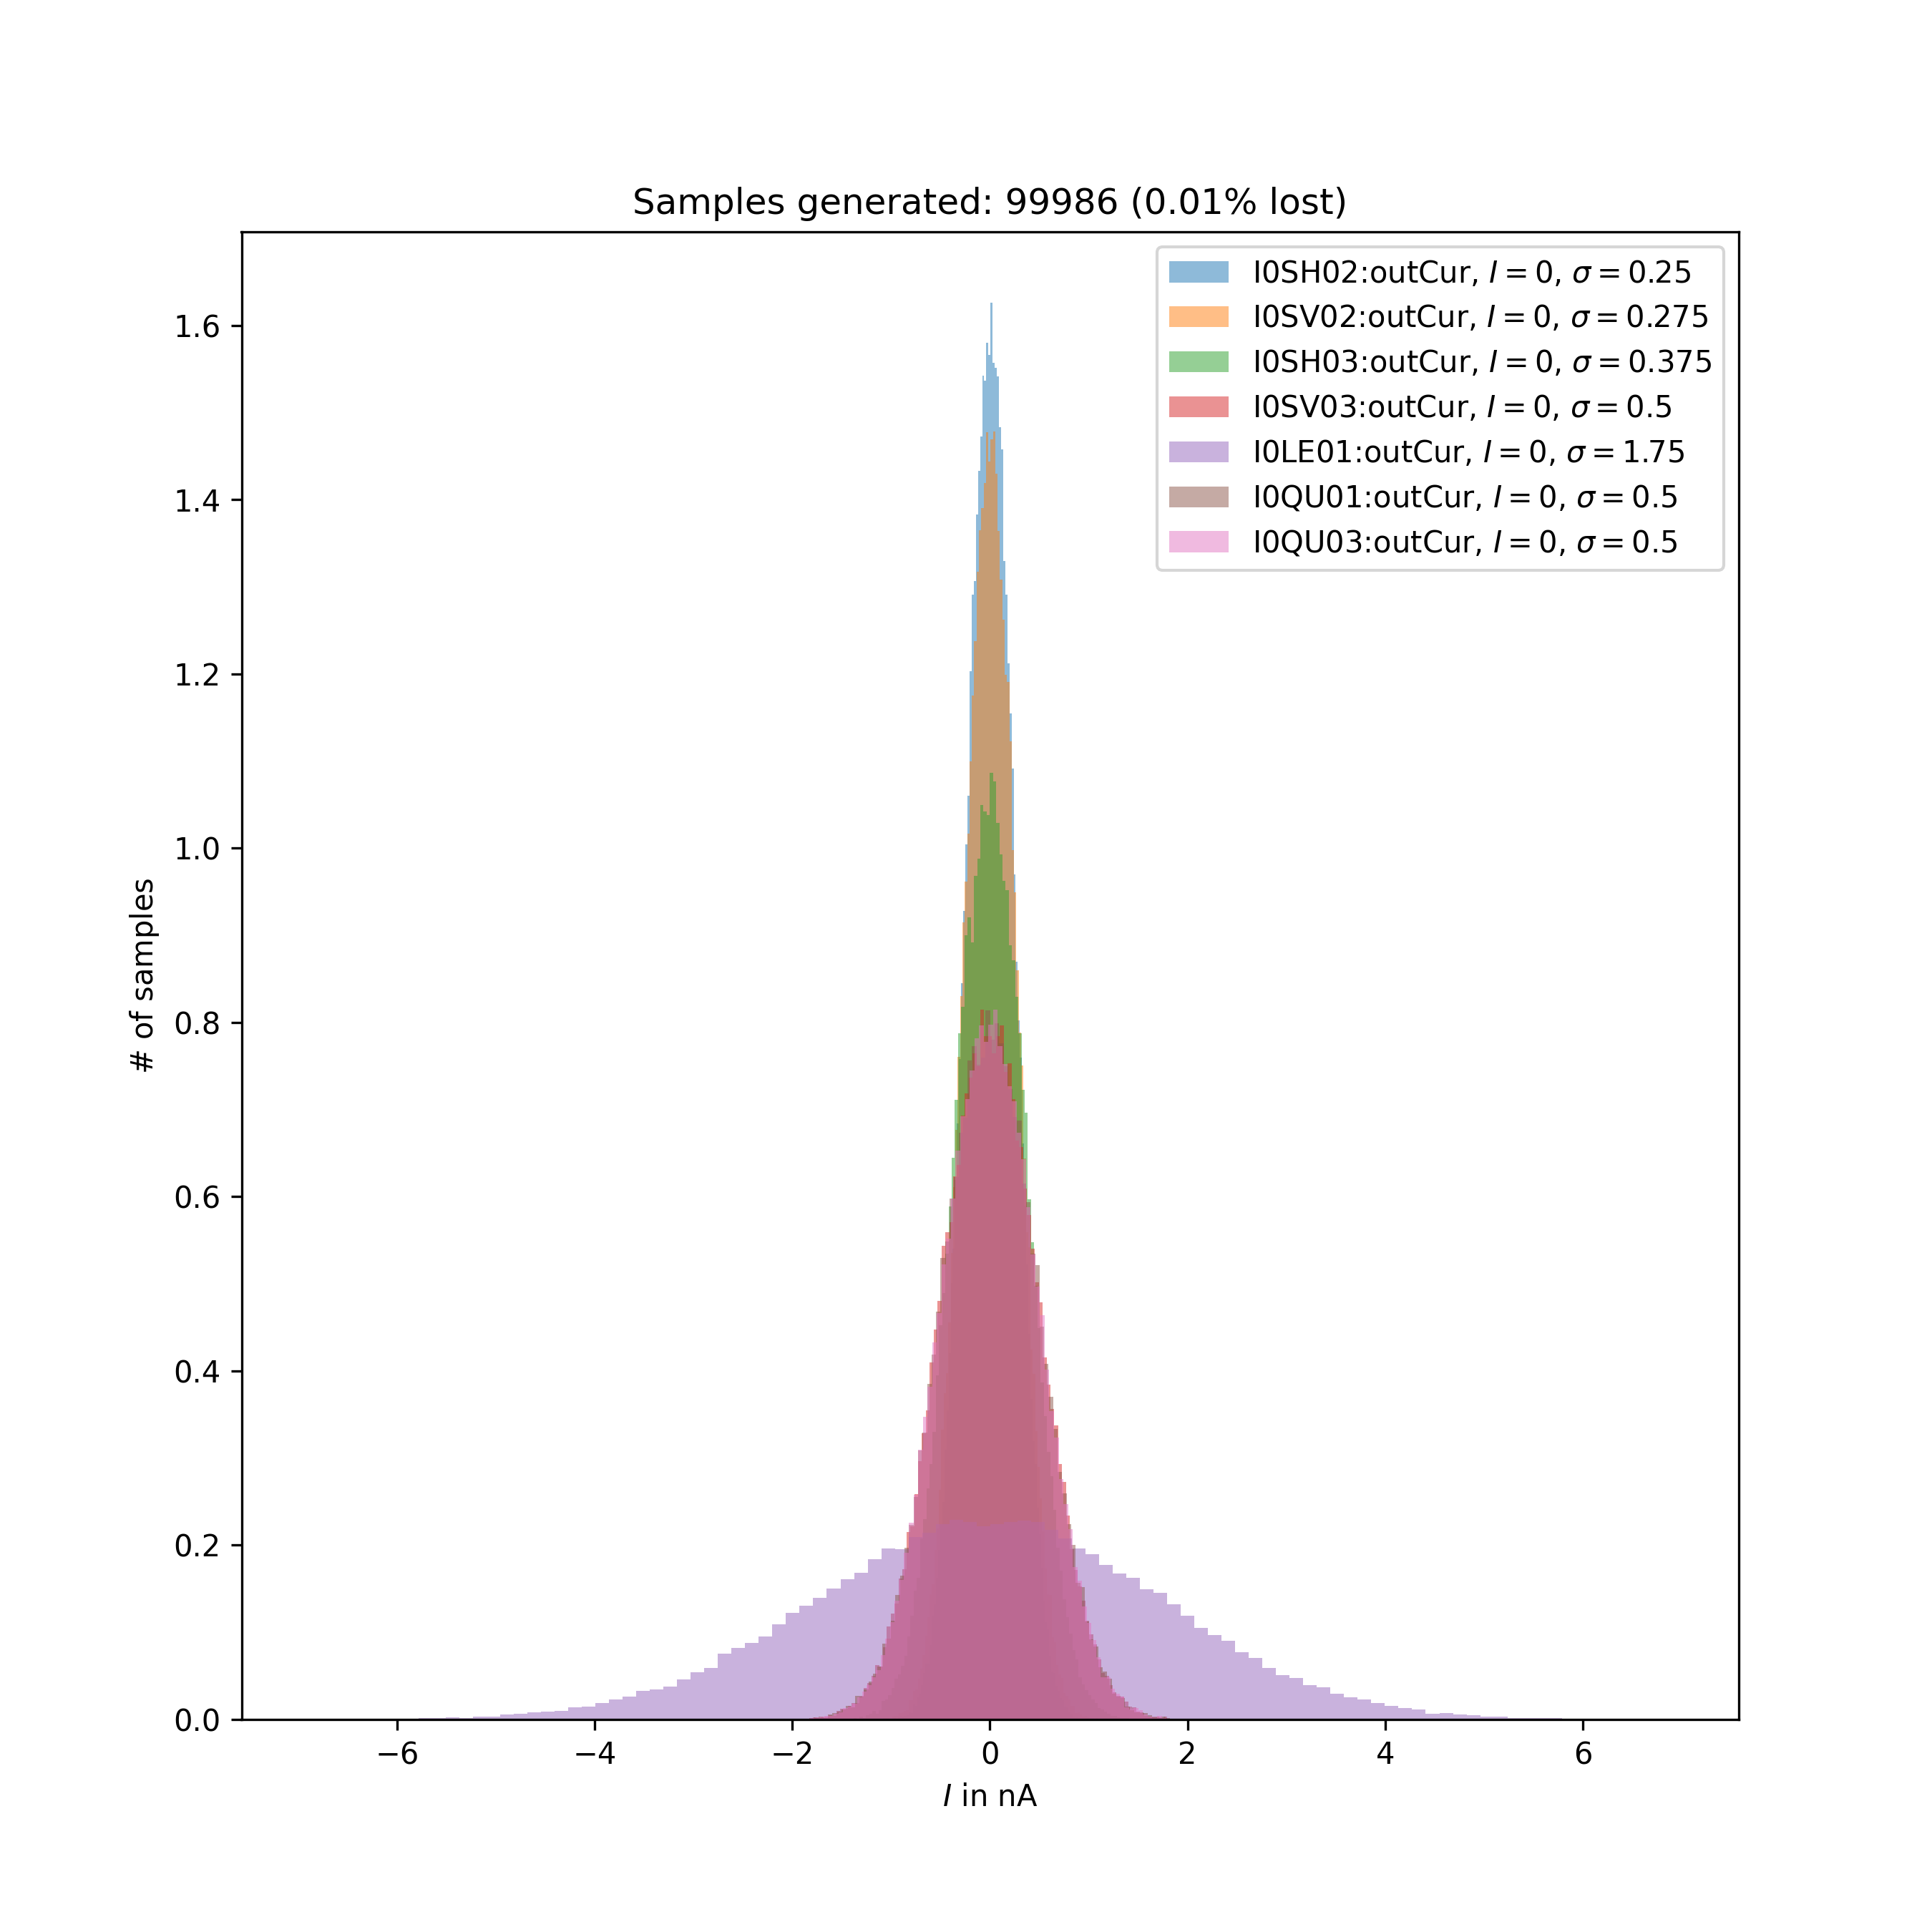 Samples generated: 99986 (0.01% lost)
I0SH02:outCur, I = 0, σ = 0.25
I0SV02:outCur, I = 0, σ = 0.275
I0SH03:outCur, I = 0, σ = 0.375
I0SV03:outCur, I = 0, σ = 0.5
I0LE01:outCur, I = 0, σ = 1.75
I0QU01:outCur, I = 0, σ = 0.5
I0QU03:outCur, I = 0, σ = 0.5
1.6
1.4
1.2
1.0
0.8
0.6
0.4
0.2
0.0
# of samples
−6 −4 −2 0 2 4 6
I in nA